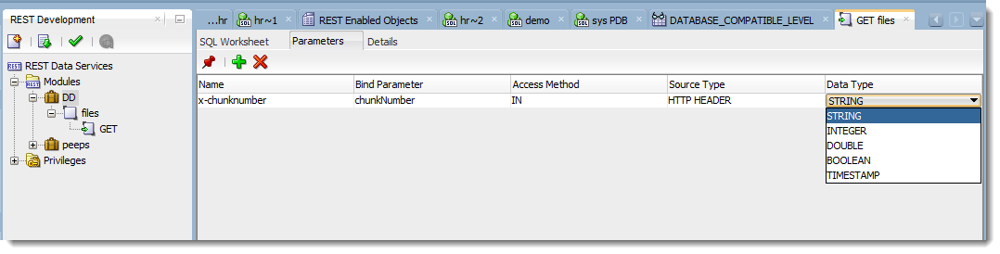 REST Development
...hr
hr~1
REST Enabled Objects
hr~2
demo
sys PDB
DATABASE_COMPATIBLE_LEVEL
GET files
SQL Worksheet
Parameters
Details
REST Data Services
Modules
DD
files
GET
peeps
Privileges
Name Bind Parameter Access Method Source Type Data Type
x-chunknumber chunkNumber IN HTTP HEADER STRING
STRING
INTEGER
DOUBLE
BOOLEAN
TIMESTAMP